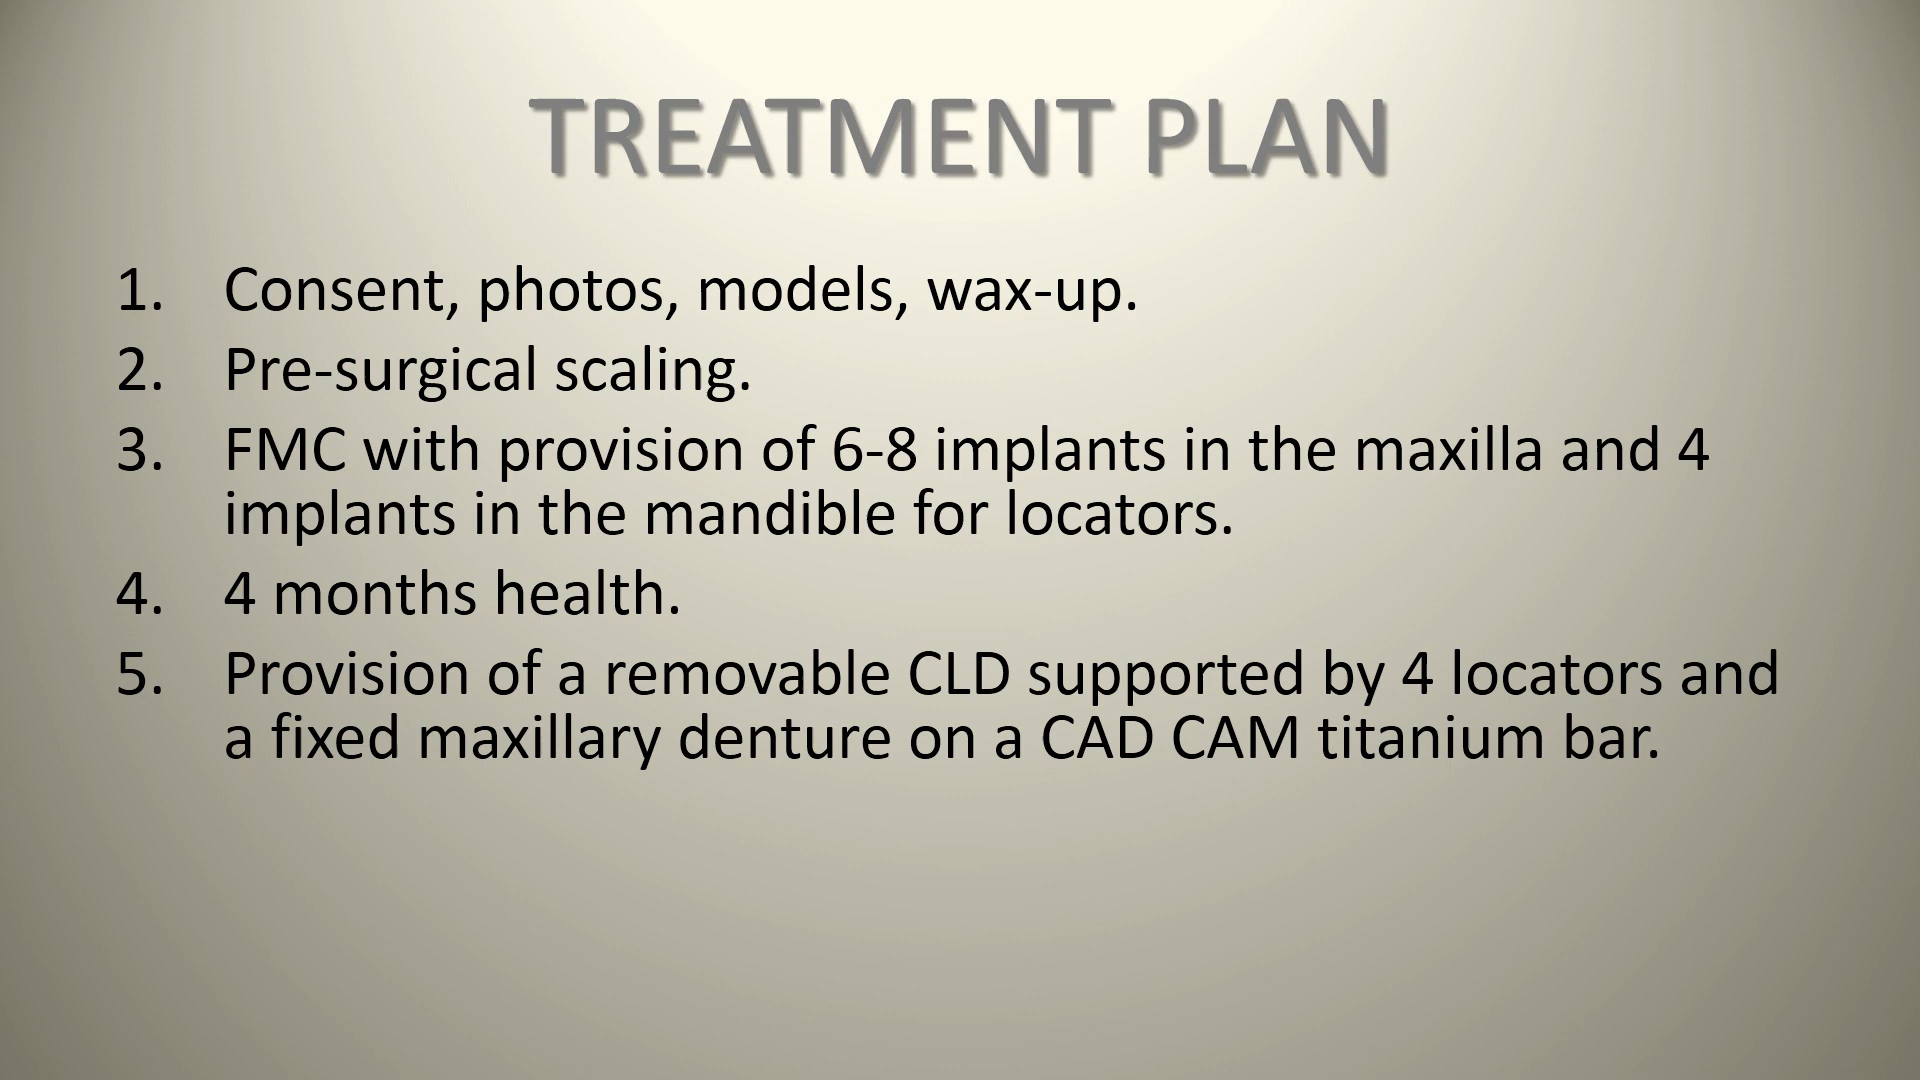 TREATMENT PLAN
1. Consent, photos, models, wax-up.
2. Pre-surgical scaling.
3. FMC with provision of 6-8 implants in the maxilla and 4
implants in the mandible for locators.
4. 4 months health.
5. Provision of a removable CLD supported by 4 locators and
a fixed maxillary denture on a CAD CAM titanium bar.